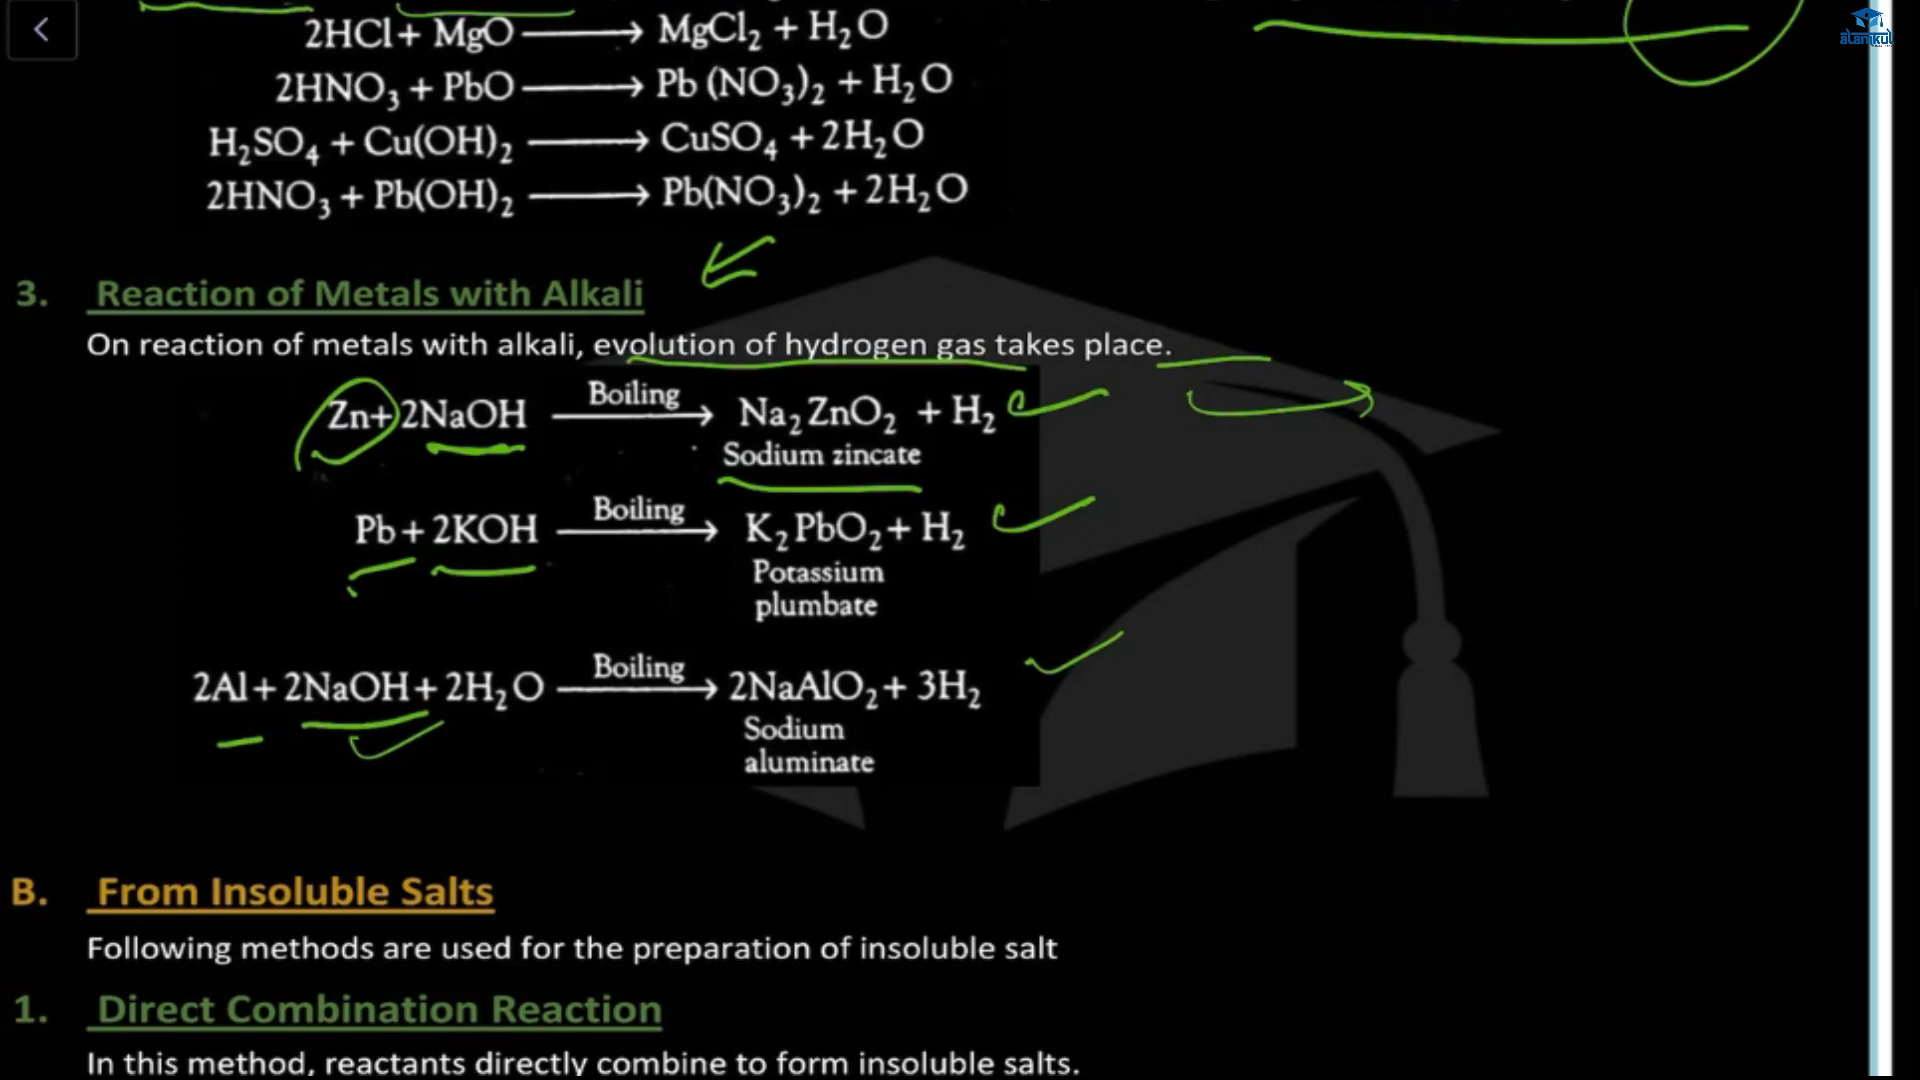 alamkul
2HCl + MgO ⟶ MgCl₂ + H₂O
2HNO₃ + PbO ⟶ Pb (NO₃)₂ + H₂O
H₂SO₄ + Cu(OH)₂ ⟶ CuSO₄ + 2H₂O
2HNO₃ + Pb(OH)₂ ⟶ Pb(NO₃)₂ + 2H₂O
3. Reaction of Metals with Alkali
On reaction of metals with alkali, evolution of hydrogen gas takes place.
Boiling
Zn + 2NaOH ⟶ Na₂ZnO₂ + H₂
Sodium zincate
Boiling
Pb + 2KOH ⟶ K₂PbO₂ + H₂
Potassium
plumbate
Boiling
2Al + 2NaOH + 2H₂O ⟶ 2NaAlO₂ + 3H₂
Sodium
aluminate
B. From Insoluble Salts
Following methods are used for the preparation of insoluble salt
1. Direct Combination Reaction
In this method, reactants directly combine to form insoluble salts.